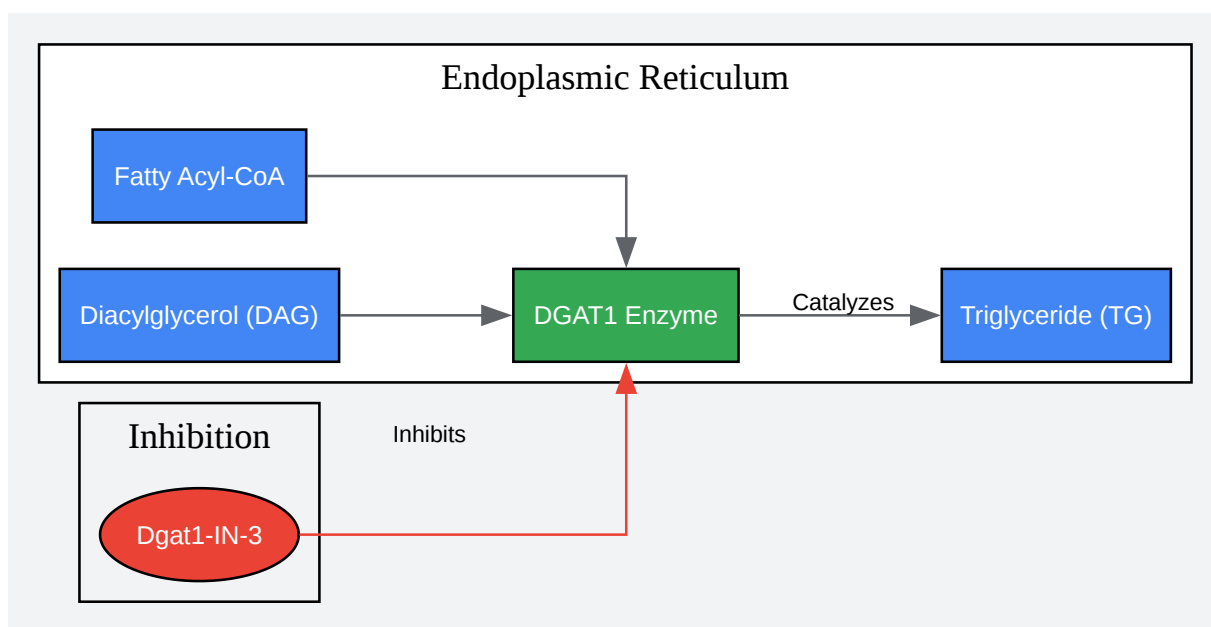 Endoplasmic Reticulum
Fatty Acyl-CoA
Diacylglycerol (DAG)
DGAT1 Enzyme
Catalyzes
Triglyceride (TG)
Inhibition
Inhibits
Dgat1-IN-3